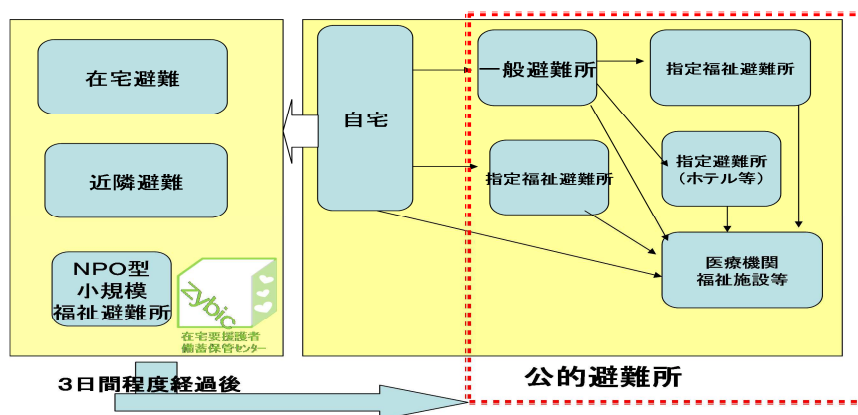 在宅避難
近隣避難
NPO型
小規模
福祉避難所
zybic
在宅要援護者
備蓄保管センター
3日間程度経過後
自宅
一般避難所
指定福祉避難所
指定福祉避難所
指定避難所
（ホテル等）
医療機関
福祉施設等
公的避難所